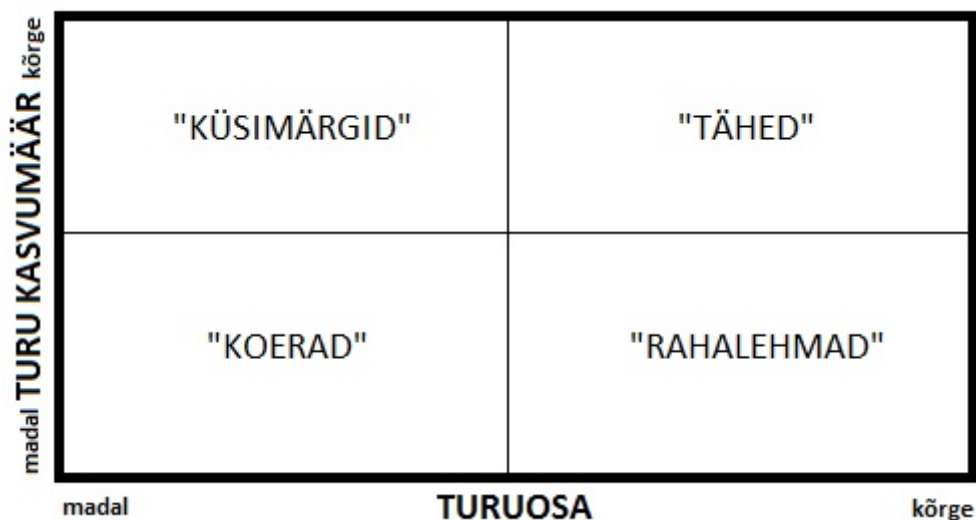 kõrge
TURU KASVUMÄÄR
madal
"KÜSIMÄRGID"
"TÄHED"
"KOERAD"
"RAHALEHMAD"
madal
TURUOSA
kõrge